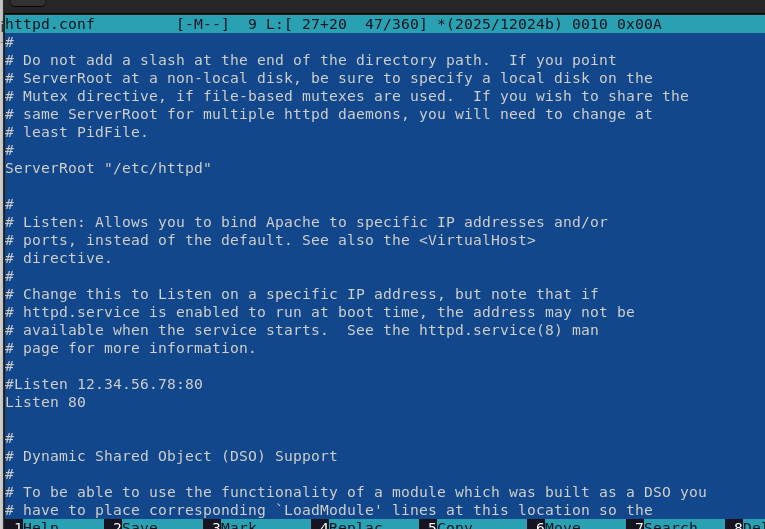 httpd.conf         [-M--]  9 L:[ 27+20  47/360] *(2025/12024b) 0010 0x00A
#
# Do not add a slash at the end of the directory path.  If you point
# ServerRoot at a non-local disk, be sure to specify a local disk on the
# Mutex directive, if file-based mutexes are used.  If you wish to share the
# same ServerRoot for multiple httpd daemons, you will need to change at
# least PidFile.
#
ServerRoot "/etc/httpd"

#
# Listen: Allows you to bind Apache to specific IP addresses and/or
# ports, instead of the default. See also the <VirtualHost>
# directive.
#
# Change this to Listen on a specific IP address, but note that if
# httpd.service is enabled to run at boot time, the address may not be
# available when the service starts.  See the httpd.service(8) man
# page for more information.
#
#Listen 12.34.56.78:80
Listen 80

#
# Dynamic Shared Object (DSO) Support
#
# To be able to use the functionality of a module which was built as a DSO you
# have to place corresponding `LoadModule' lines at this location so the
1Help 2Save 3Mark 4Replac 5Copy 6Move 7Search 8De